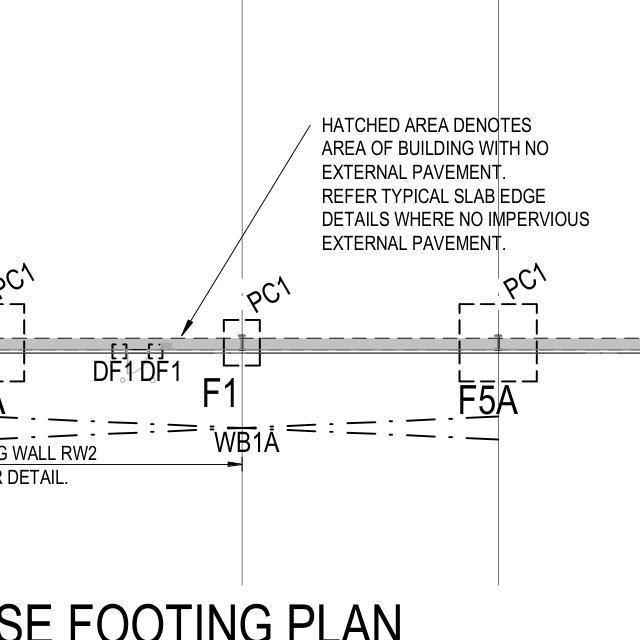 HATCHED AREA DENOTES
AREA OF BUILDING WITH NO
EXTERNAL PAVEMENT.
REFER TYPICAL SLAB EDGE
DETAILS WHERE NO IMPERVIOUS
EXTERNAL PAVEMENT.
PC1
PC1
PC1
DF1
DF1
F1
F5A
A
WB1A
G WALL RW2
R DETAIL.
SE FOOTING PLAN